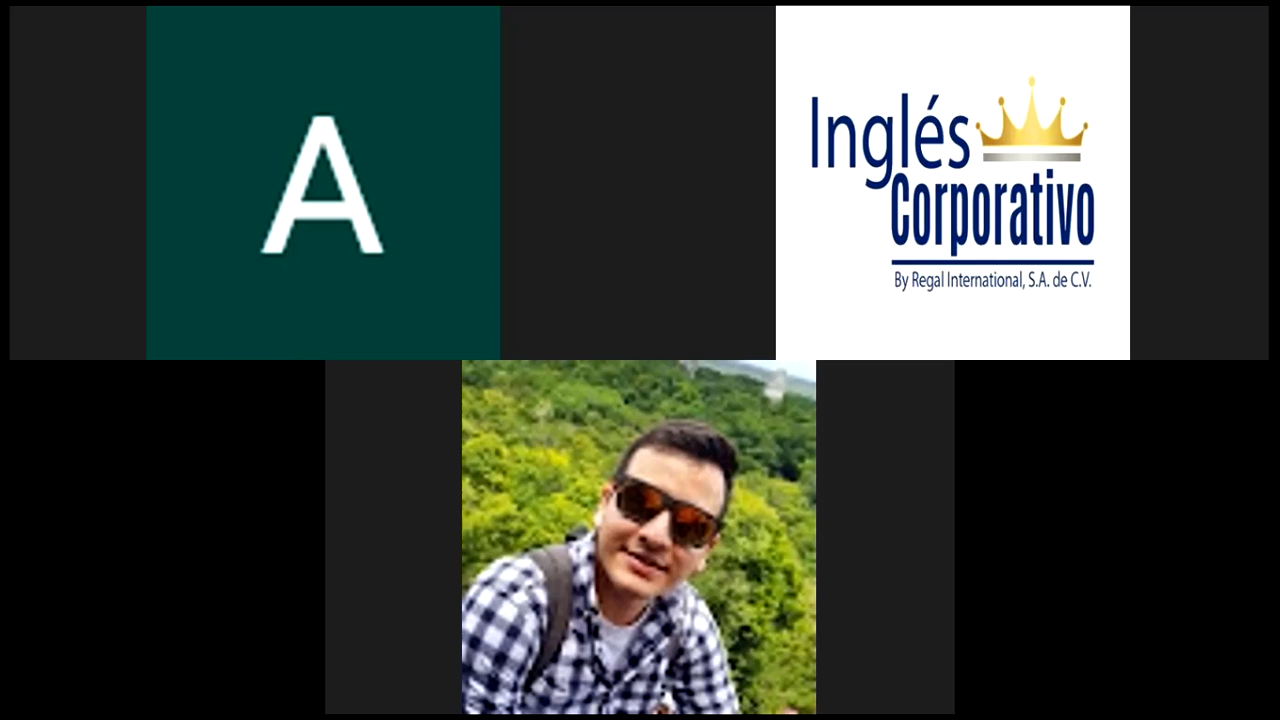 A
Inglés
Corporativo
By Regal International, S.A. de C.V.